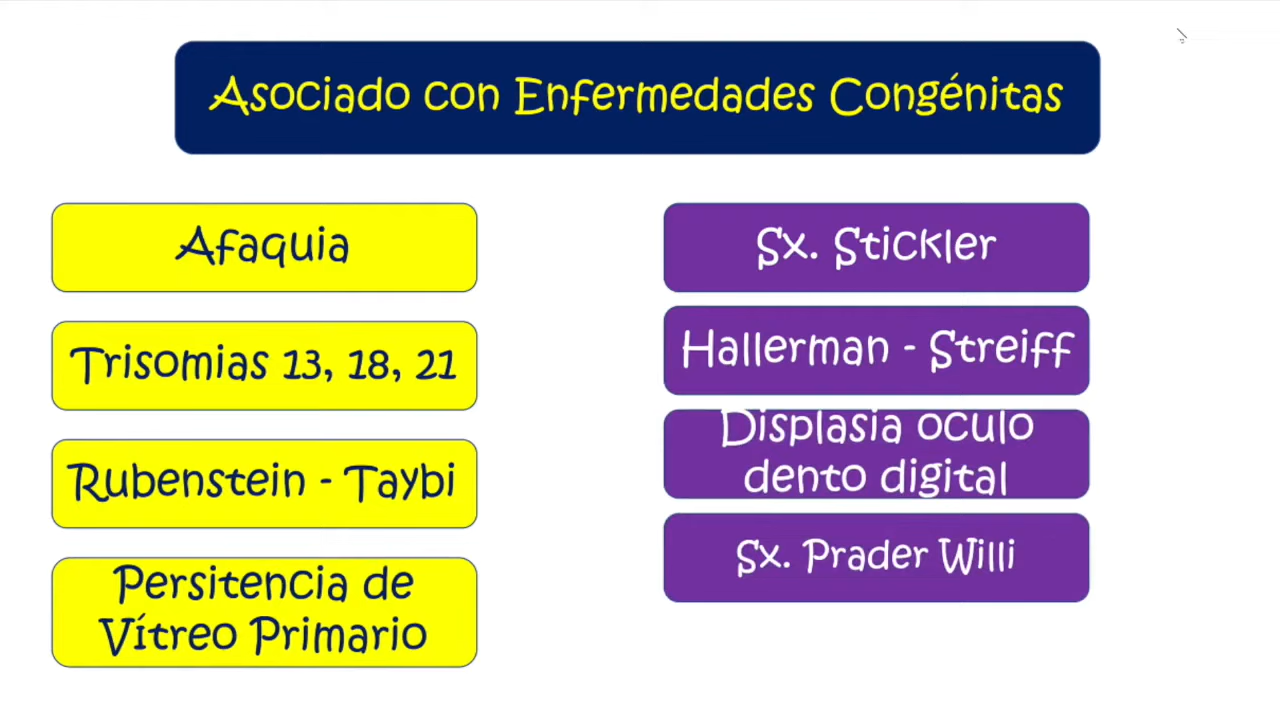 Asociado con Enfermedades Congénitas
Afaquia
Trisomias 13, 18, 21
Rubenstein - Taybi
Persitencia de
Vítreo Primario
Sx. Stickler
Hallerman - Streiff
Displasia oculo
dento digital
Sx. Prader Willi